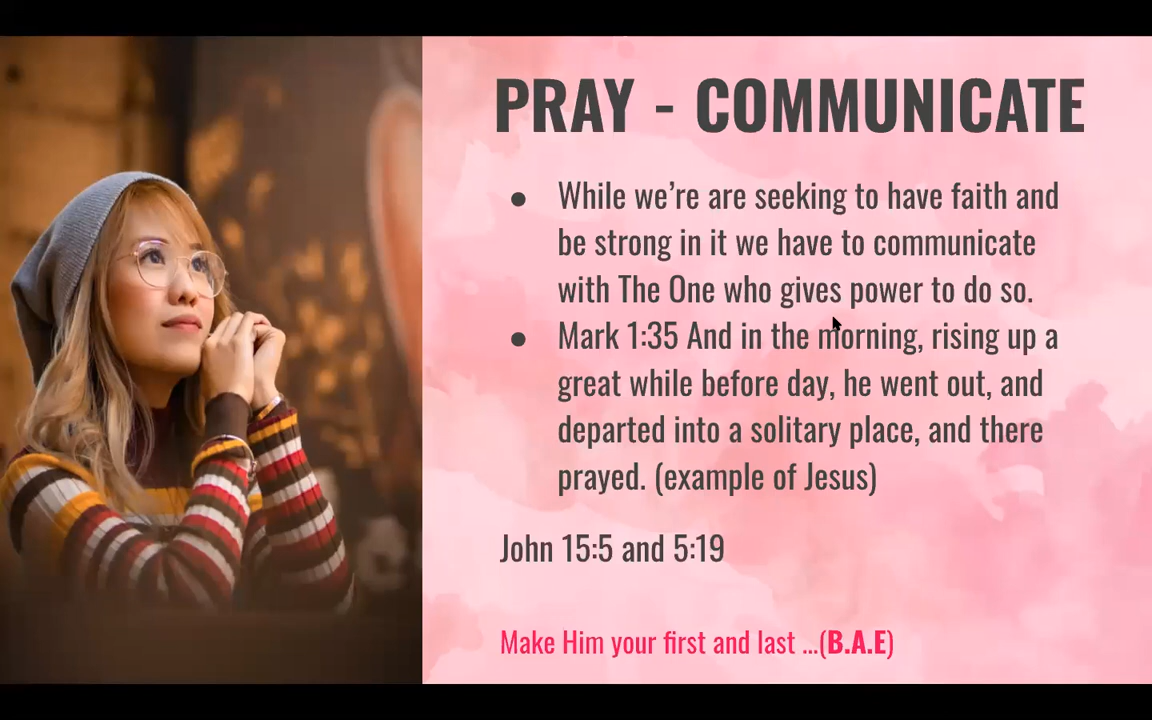 PRAY - COMMUNICATE
● While we’re are seeking to have faith and
be strong in it we have to communicate
with The One who gives power to do so.
● Mark 1:35 And in the morning, rising up a
great while before day, he went out, and
departed into a solitary place, and there
prayed. (example of Jesus)
John 15:5 and 5:19
Make Him your first and last ...(B.A.E)